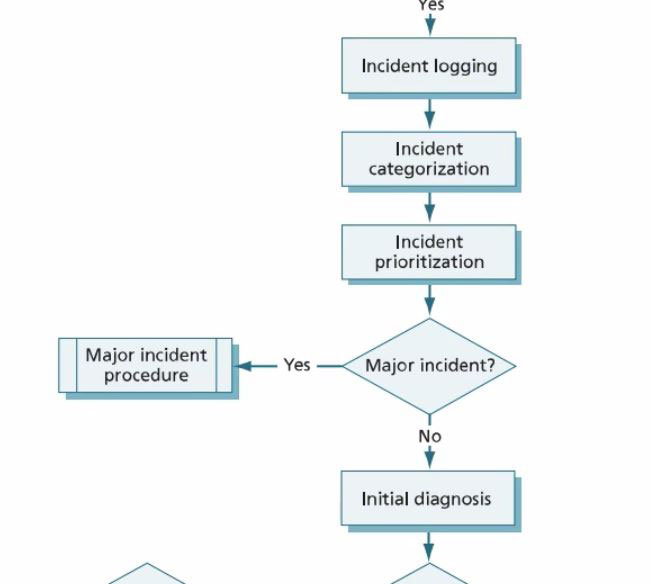 Yes
Incident logging
Incident
categorization
Incident
prioritization
Major incident?
Yes
Major incident
procedure
No
Initial diagnosis